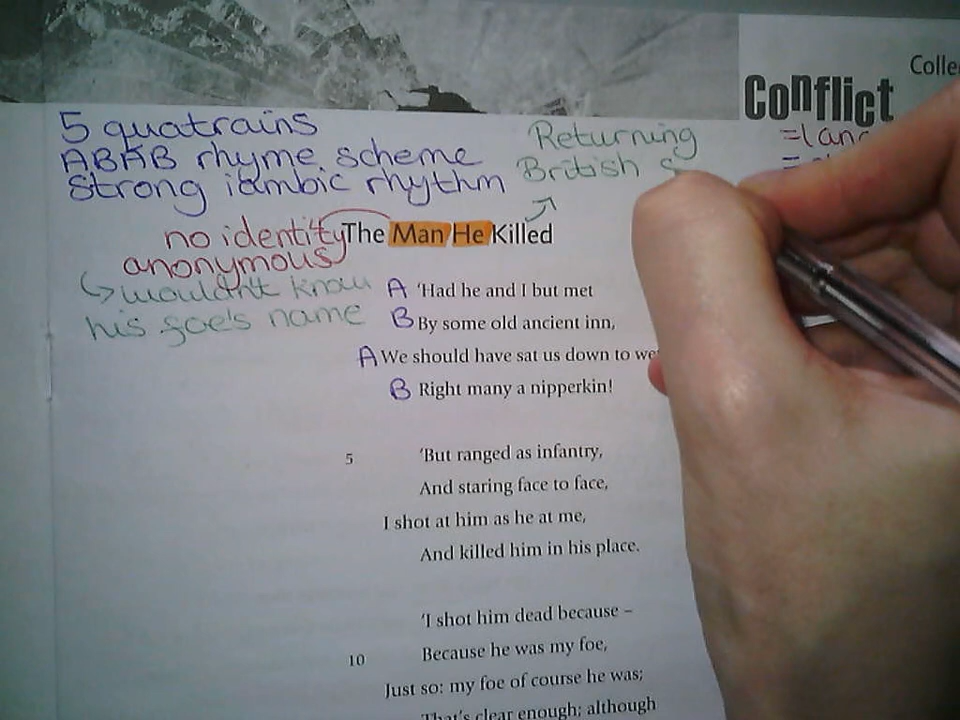 Conflict
5 quatrains
ABAB rhyme scheme
Strong iambic rhythm
Returning
British
no identity
anonymous
wouldn't know
his foe's name
The Man He Killed
A 'Had he and I but met
B By some old ancient inn,
A We should have sat us down to
B Right many a nipperkin!
5 'But ranged as infantry,
And staring face to face,
I shot at him as he at me,
And killed him in his place.
'I shot him dead because –
10 Because he was my foe,
Just so: my foe of course he was;
That's clear enough; although